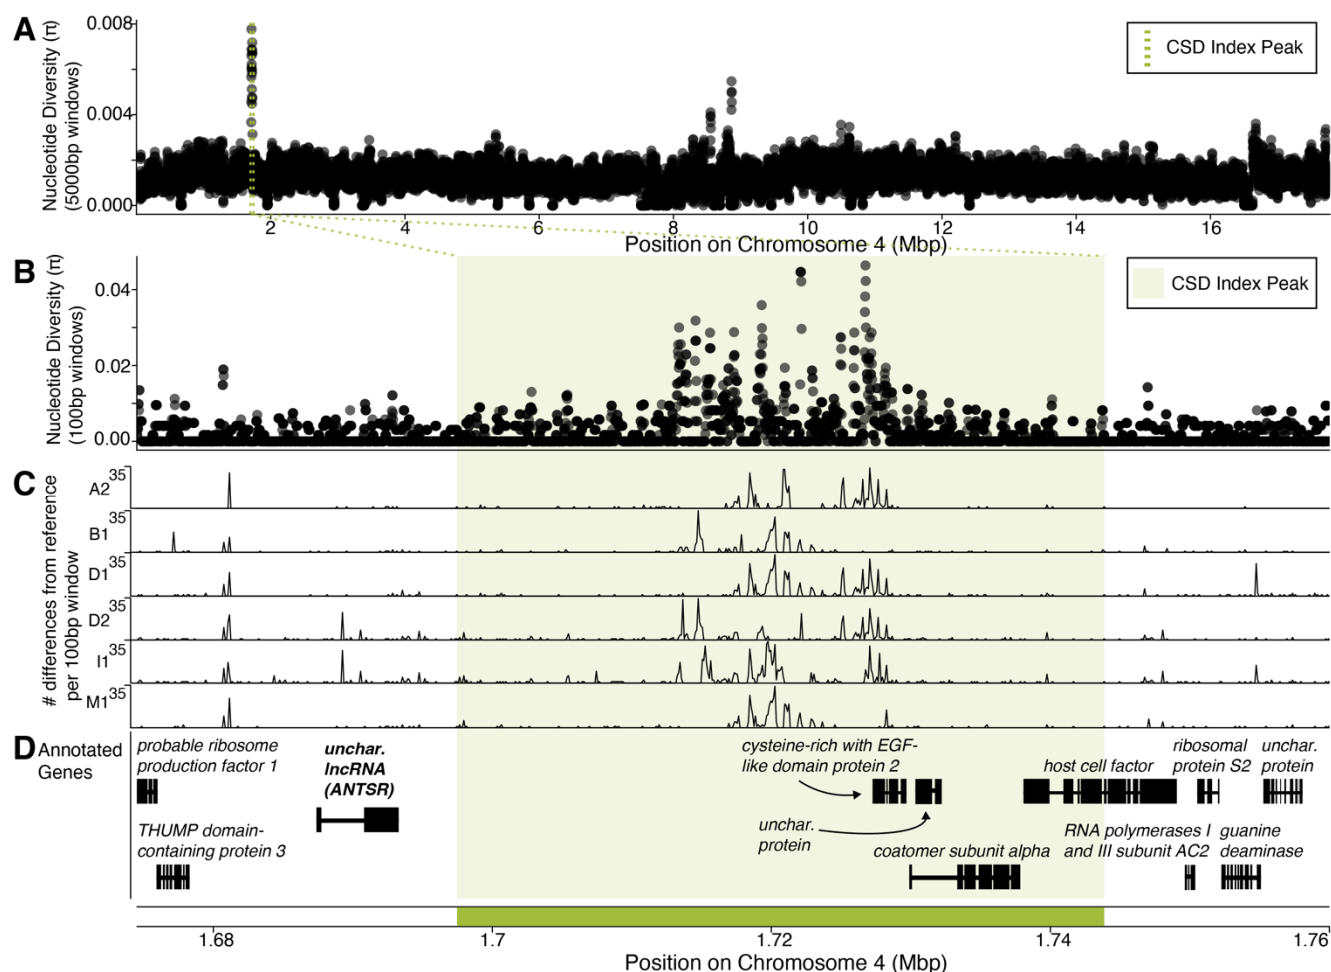 A
Nucleotide Diversity (π)
(5000bp windows)
0.008
0.004
0.000
CSD Index Peak
2
4
6
8
10
12
14
16
Position on Chromosome 4 (Mbp)
B
Nucleotide Diversity (π)
(100bp windows)
0.04
0.02
0.00
CSD Index Peak
C
# differences from reference
per 100bp window
A2 35
B1 35
D1 35
D2 35
I1 35
M1 35
D Annotated
Genes
probable ribosome
production factor 1
THUMP domain-
containing protein 3
unchar.
lncRNA
(ANTSR)
cysteine-rich with EGF-
like domain protein 2
unchar.
protein
coatomer subunit alpha
host cell factor
RNA polymerases I
and III subunit AC2
ribosomal
protein S2
guanine
deaminase
unchar.
protein
1.68
1.7
1.72
1.74
1.76
Position on Chromosome 4 (Mbp)